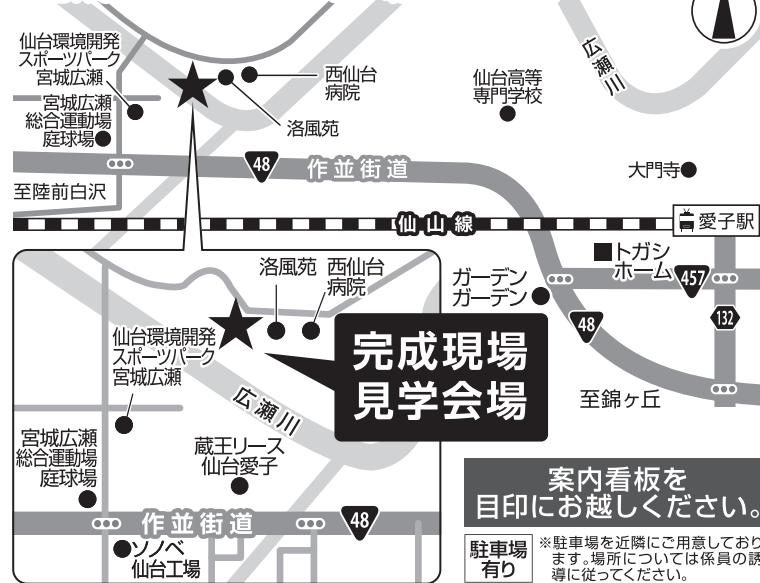 仙台環境開発
スポーツパーク
宮城広瀬
西仙台
病院
洛風苑
宮城広瀬
総合運動場
庭球場
仙台高等
専門学校
広瀬川
大門寺
48
作並街道
至陸前白沢
仙山線
愛子駅
トガシ
ホーム
457
ガーデン
ガーデン
48
132
至錦ヶ丘
洛風苑
西仙台
病院
仙台環境開発
スポーツパーク
宮城広瀬
完成現場
見学会場
広瀬川
宮城広瀬
総合運動場
庭球場
蔵王リース
仙台愛子
作並街道
48
ソノベ
仙台工場
案内看板を
目印にお越しください。
駐車場
有り
※駐車場を近隣にご用意しており
ます。場所については係員の誘
導に従ってください。